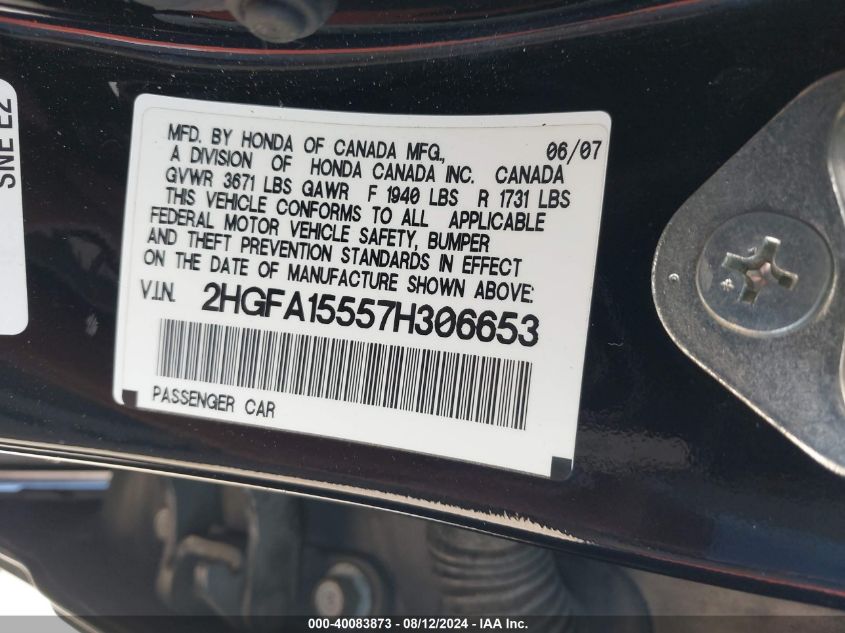 SNE E2
MFD. BY HONDA OF CANADA MFG., 06/07
A DIVISION OF HONDA CANADA INC. CANADA
GVWR 3671 LBS GAWR F 1940 LBS R 1731 LBS
THIS VEHICLE CONFORMS TO ALL APPLICABLE
FEDERAL MOTOR VEHICLE SAFETY, BUMPER
AND THEFT PREVENTION STANDARDS IN EFFECT
ON THE DATE OF MANUFACTURE SHOWN ABOVE.
V.I.N. 2HGFA15557H306653
PASSENGER CAR
000-40083873 - 08/12/2024 - IAA Inc.